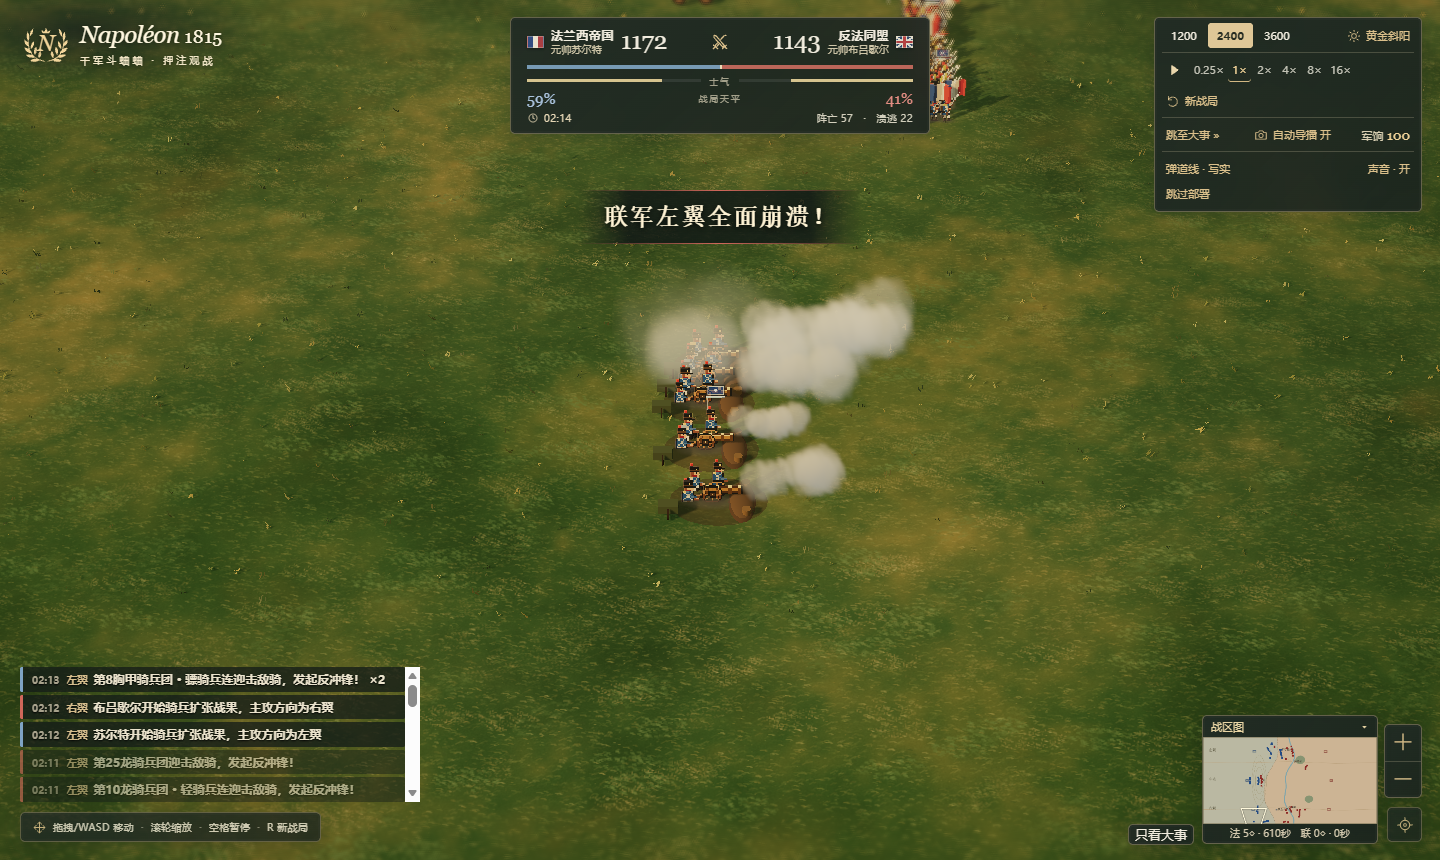 Napoléon 1815
千军斗蛐蛐 · 押注观战
法兰西帝国
元帅苏尔特
1172
1143
反法同盟
元帅布吕歇尔
士气
59%
战局天平
41%
02:14
阵亡 57 · 溃逃 22
1200 2400 3600 黄金斜阳
0.25× 1× 2× 4× 8× 16×
新战局
跳至大事 » 自动导播 开 军饷 100
弹道线 · 写实 声音 · 开
跳过部署
联军左翼全面崩溃！
02:13 左翼 第8胸甲骑兵团 · 骠骑兵连迎击敌骑，发起反冲锋！ ×2
02:12 右翼 布吕歇尔开始骑兵扩张战果，主攻方向为右翼
02:12 左翼 苏尔特开始骑兵扩张战果，主攻方向为左翼
02:11 左翼 第25龙骑兵团迎击敌骑，发起反冲锋！
02:11 左翼 第10龙骑兵团 · 轻骑兵连迎击敌骑，发起反冲锋！
拖拽/WASD 移动 · 滚轮缩放 · 空格暂停 · R 新战局
只看大事
战区图
法 5⋄ · 610秒 联 0⋄ · 0秒